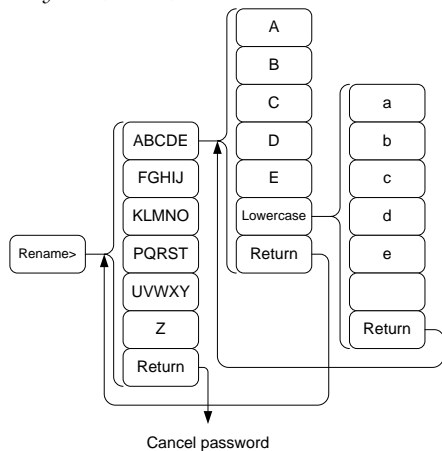 Rename>
ABCDE
FGHIJ
KLMNO
PQRST
UVWXY
Z
Return
A
B
C
D
E
Lowercase
Return
a
b
c
d
e
Return
Cancel password